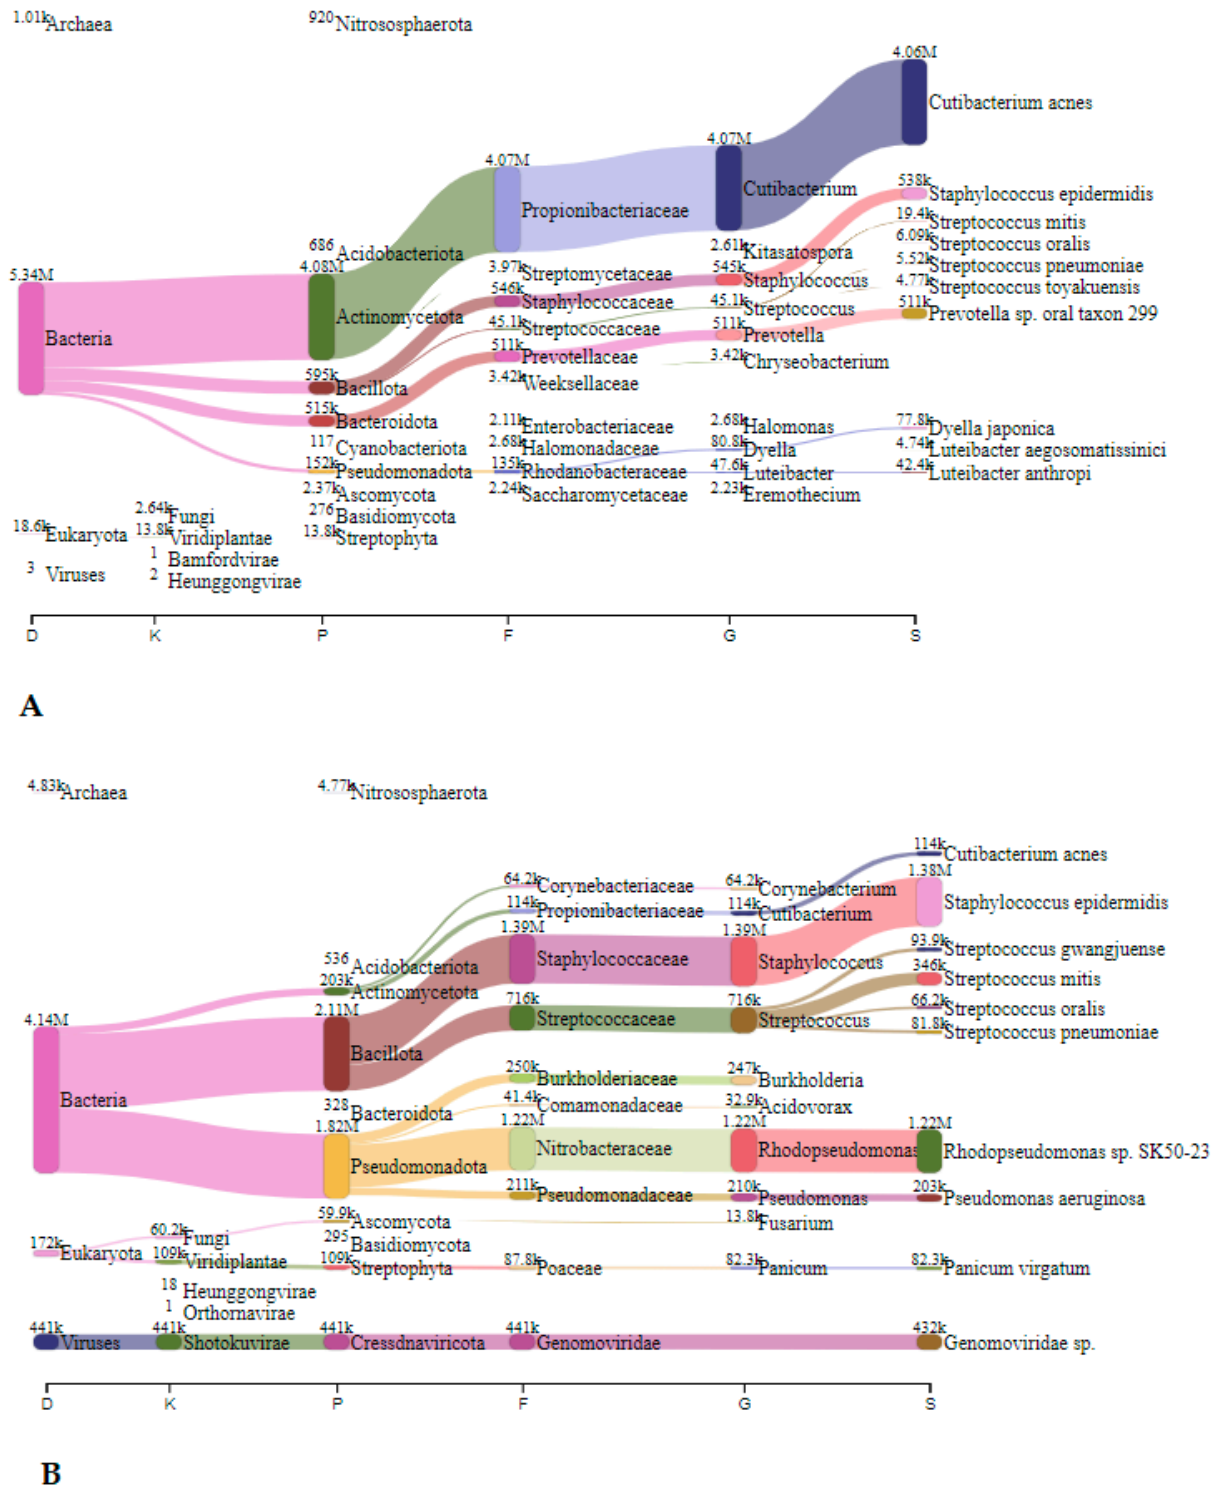 1.01k Archaea
920 Nitrososphaerota
4.06M
Cutibacterium acnes
4.07M
4.07M
538k
Cutibacterium
Staphylococcus epidermidis
Propionibacteriaceae
19.4k Streptococcus mitis
6.09k Streptococcus oralis
686 Acidobacteriota
2.61k Kitasatospora
5.52k Streptococcus pneumoniae
5.34M
4.08M
3.97k Streptomycetaceae
545k Staphylococcus
4.77k Streptococcus toyakuensis
546k Staphylococcaceae
45.1k Streptococcus
511k Prevotella sp. oral taxon 299
Actinomycetota
45.1k Streptococcaceae
511k Prevotella
Bacteria
511k Prevotellaceae
3.42k Chryseobacterium
595k Bacillota
3.42k Weeksellaceae
515k Bacteroidota
2.11k Enterobacteriaceae
2.68k Halomonas
77.8k Dyella japonica
117 Cyanobacteriota
2.68k Halomonadaceae
80.8k Dyella
4.74k Luteibacter aegosomatissinici
152k Pseudomonadota
135k Rhodanobacteraceae
47.6k Luteibacter
42.4k Luteibacter anthropi
2.37k Ascomycota
2.24k Saccharomycetaceae
2.23k Eremothecium
2.64k Fungi
276 Basidiomycota
18.6k Eukaryota
13.8k Viridiplantae
13.8k Streptophyta
1 Bamfordvirae
3 Viruses
2 Heunggongvirae
D K P F G S
A
4.83k Archaea
4.77k Nitrososphaerota
114k Cutibacterium acnes
1.38M
64.2k Corynebacteriaceae
64.2k Corynebacterium
Staphylococcus epidermidis
114k Propionibacteriaceae
114k Cutibacterium
1.39M
1.39M
93.9k Streptococcus gwangjuense
536 Acidobacteriota
Staphylococcaceae
Staphylococcus
346k Streptococcus mitis
203k Actinomycetota
716k
716k
66.2k Streptococcus oralis
4.14M
2.11M
Streptococcaceae
Streptococcus
81.8k Streptococcus pneumoniae
Bacillota
250k Burkholderiaceae
247k Burkholderia
Bacteria
328 Bacteroidota
41.4k Comamonadaceae
32.9k Acidovorax
1.82M
1.22M
1.22M
1.22M
Pseudomonadota
Nitrobacteraceae
Rhodopseudomonas
Rhodopseudomonas sp. SK50-23
211k Pseudomonadaceae
210k Pseudomonas
203k Pseudomonas aeruginosa
59.9k Ascomycota
13.8k Fusarium
60.2k Fungi
295 Basidiomycota
172k Eukaryota
109k Viridiplantae
109k Streptophyta
87.8k Poaceae
82.3k Panicum
82.3k Panicum virgatum
18 Heunggongvirae
1 Orthornavirae
441k Viruses
441k Shotokuvirae
441k Cressdnaviricota
441k Genomoviridae
432k Genomoviridae sp.
D K P F G S
B